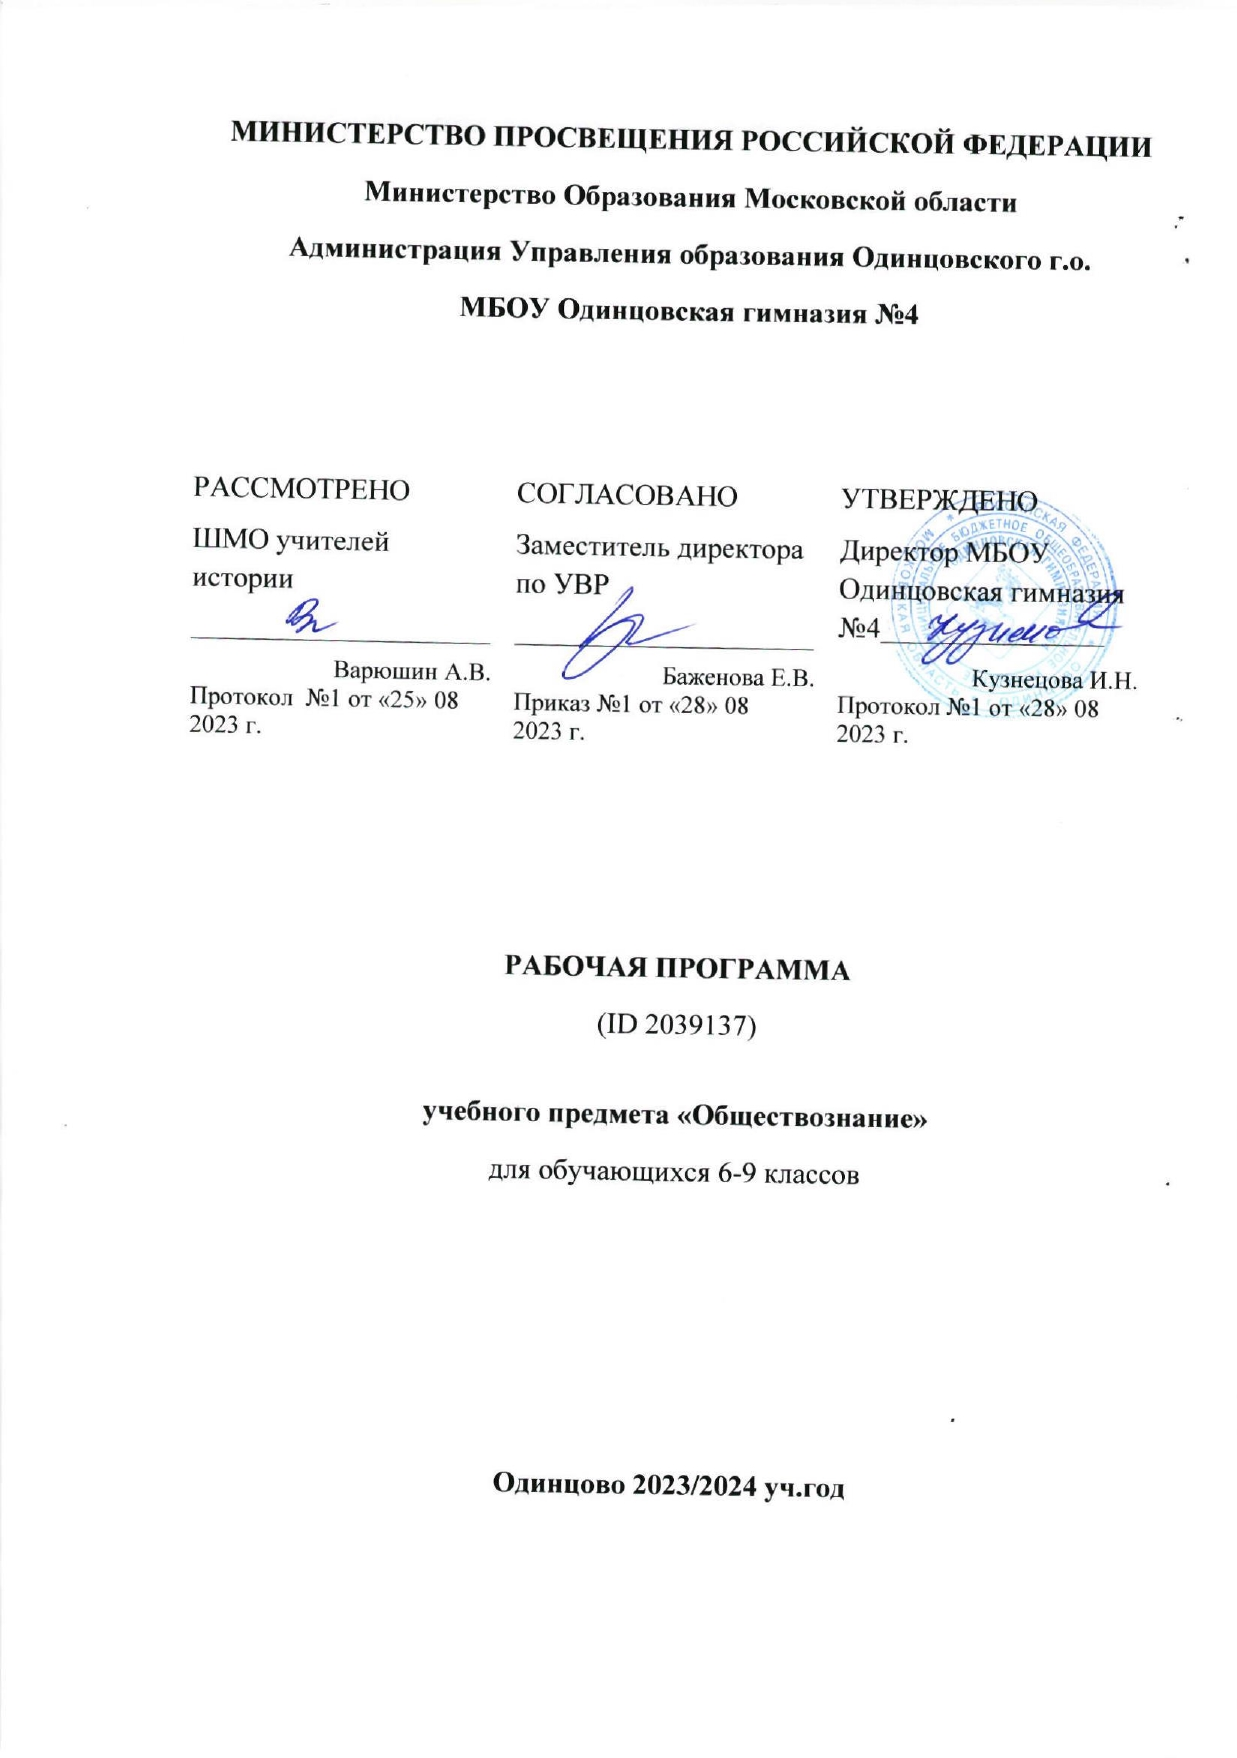 МИНИСТЕРСТВО ПРОСВЕЩЕНИЯ РОССИЙСКОЙ ФЕДЕРАЦИИ
Министерство Образования Московской области
Администрация Управления образования Одинцовского г.о.
МБОУ Одинцовская гимназия №4
РАССМОТРЕНО
ШМО учителей
истории
Варюшин А.В.
Протокол №1 от «25» 08
2023 г.
СОГЛАСОВАНО
Заместитель директора
по УВР
Баженова Е.В.
Приказ №1 от «28» 08
2023 г.
УТВЕРЖДЕНО
Директор МБОУ
Одинцовская гимназия
№4
Кузнецова И.Н.
Протокол №1 от «28» 08
2023 г.
РАБОЧАЯ ПРОГРАММА
(ID 2039137)
учебного предмета «Обществознание»
для обучающихся 6-9 классов
Одинцово 2023/2024 уч.год